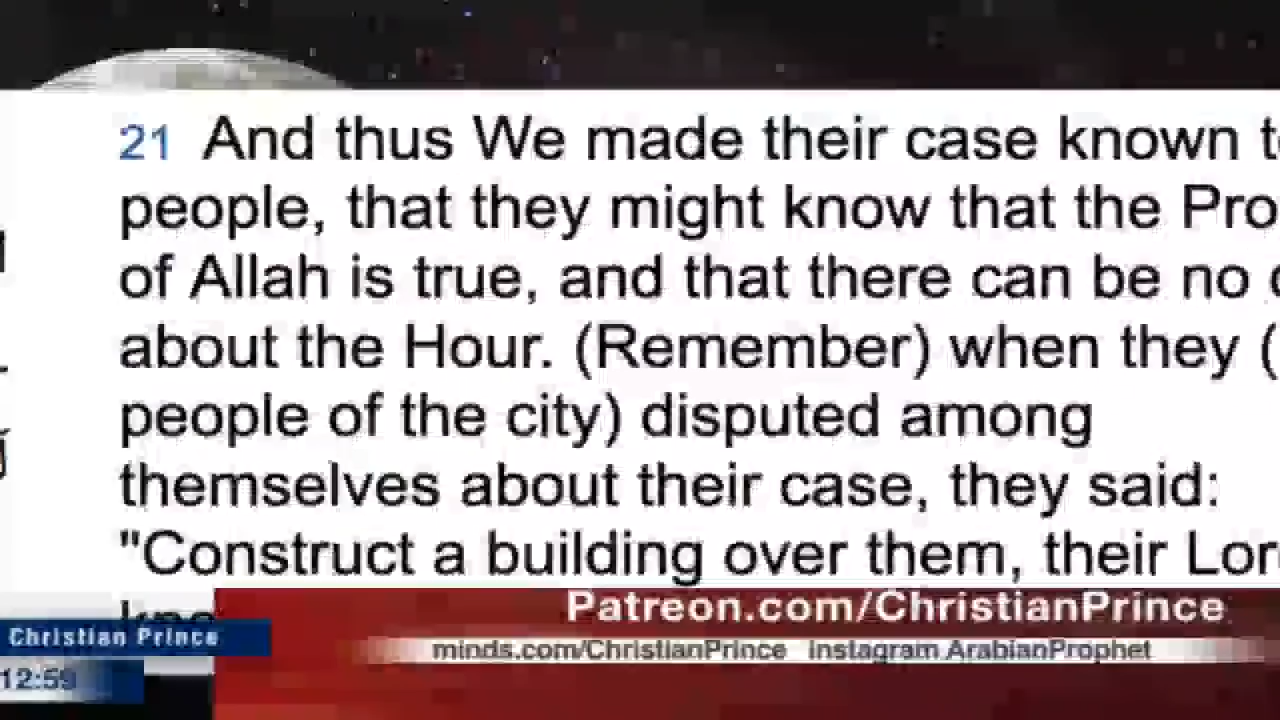 21 And thus We made their case known
people, that they might know that the Pro
of Allah is true, and that there can be no
about the Hour. (Remember) when they (
people of the city) disputed among
themselves about their case, they said:
"Construct a building over them, their Lor
Patreon.com/ChristianPrince
Christian Prince
minds.com/ChristianPrince Instagram ArabianProphet
12:59